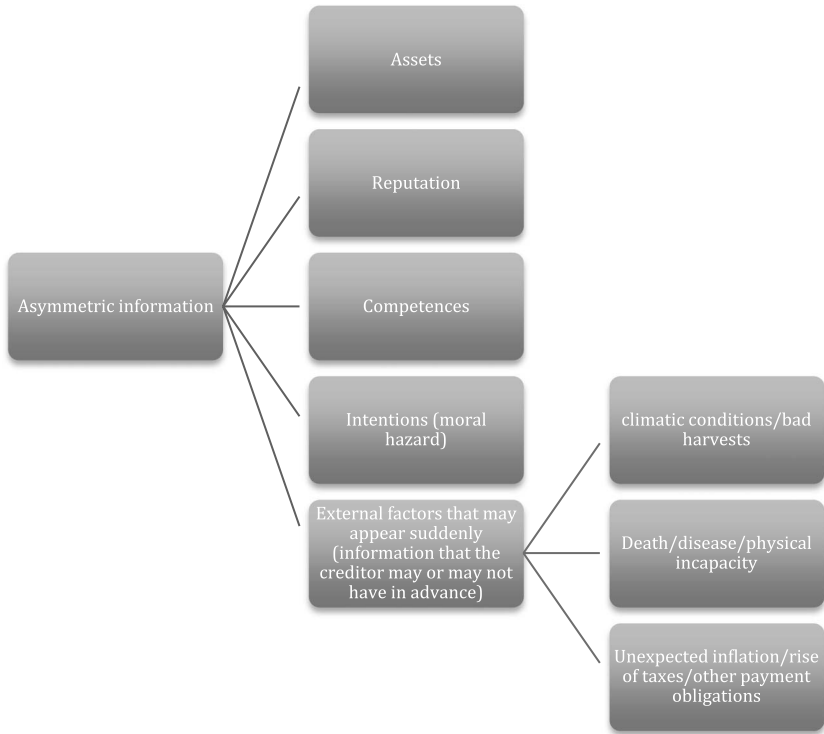 Assets
Reputation
Asymmetric information
Competences
Intentions (moral
hazard)
External factors that may
appear suddenly
(information that the
creditor may or may not
have in advance)
climatic conditions/bad
harvests
Death/disease/physical
incapacity
Unexpected inflation/rise
of taxes/other payment
obligations